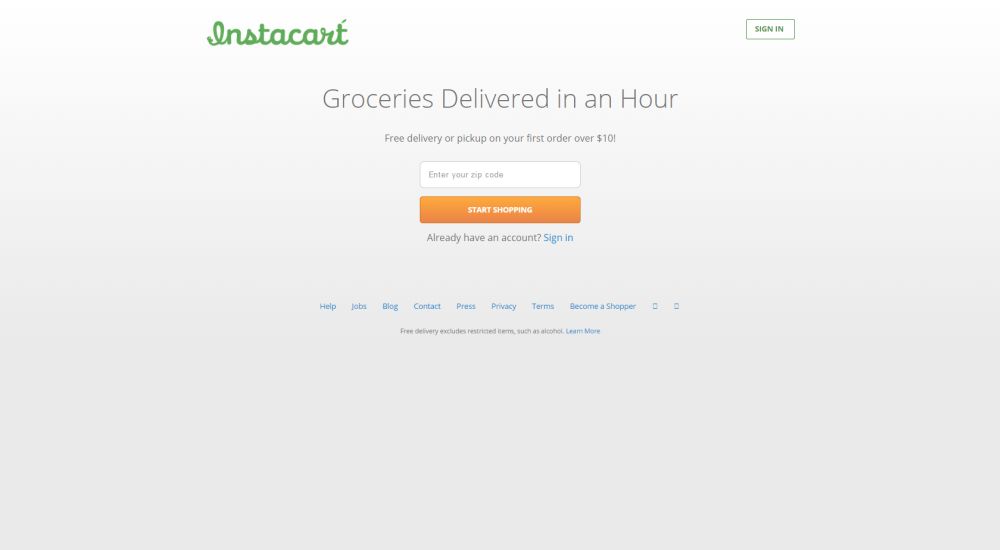 Instacart
SIGN IN
Groceries Delivered in an Hour
Free delivery or pickup on your first order over $10!
Enter your zip code
START SHOPPING
Already have an account? Sign in
Help Jobs Blog Contact Press Privacy Terms Become a Shopper
Free delivery excludes restricted items, such as alcohol. Learn More